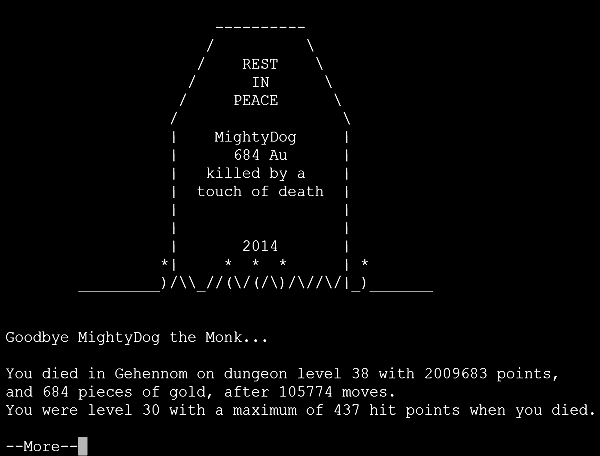 REST
IN
PEACE
MightyDog
684 Au
killed by a
touch of death
2014
Goodbye MightyDog the Monk...
You died in Gehennom on dungeon level 38 with 2009683 points,
and 684 pieces of gold, after 105774 moves.
You were level 30 with a maximum of 437 hit points when you died.
--More--